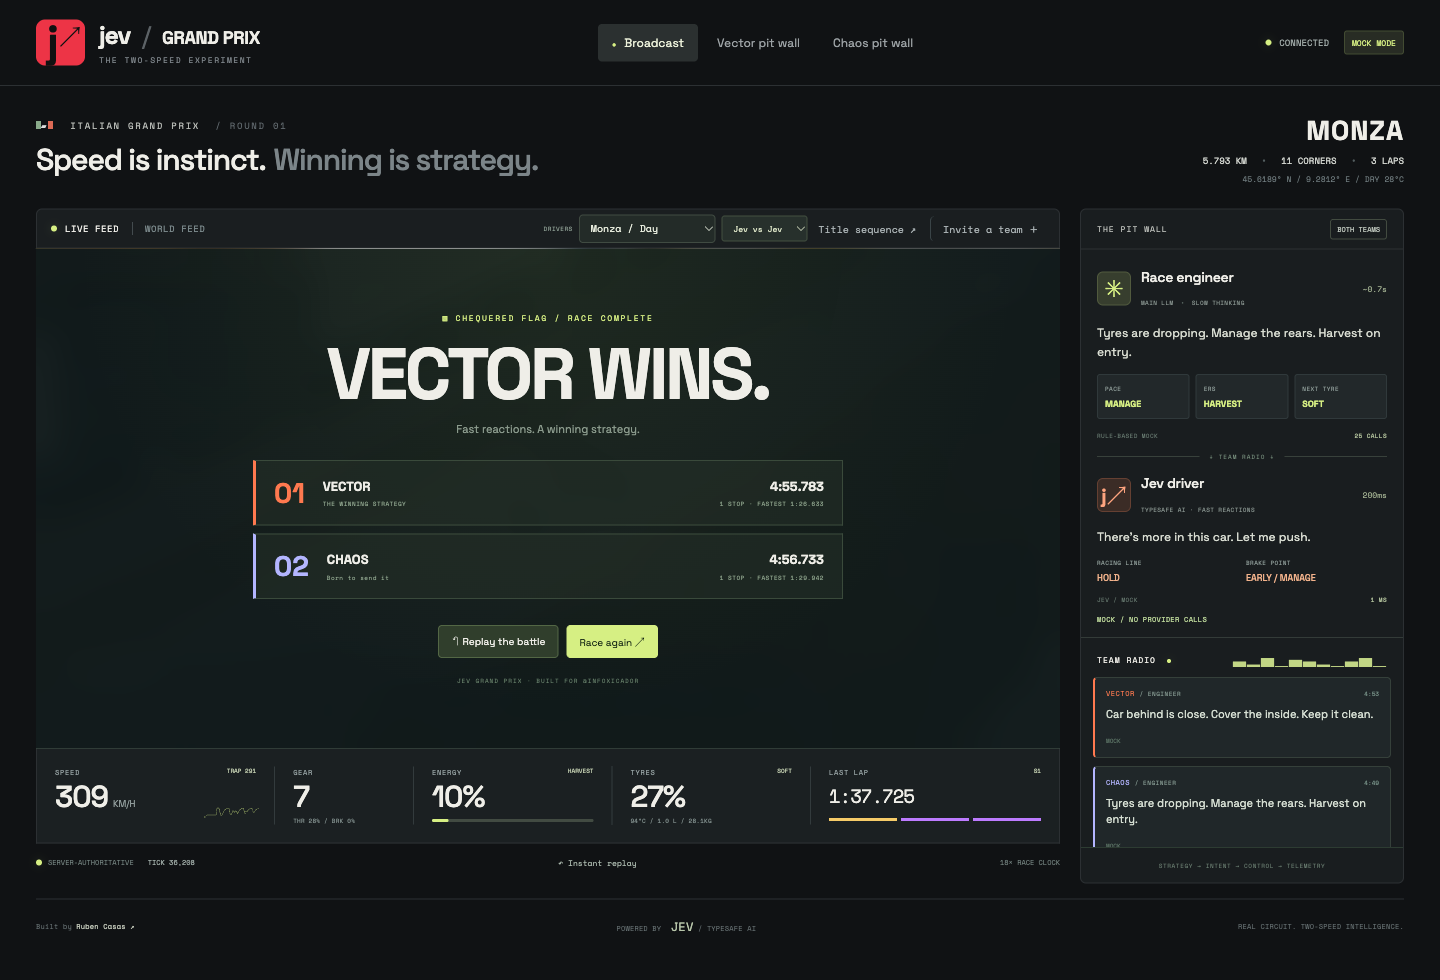 jev / GRAND PRIX
THE TWO-SPEED EXPERIMENT
Broadcast
Vector pit wall
Chaos pit wall
CONNECTED
MOCK MODE
ITALIAN GRAND PRIX / ROUND 01
Speed is instinct. Winning is strategy.
MONZA
5.793 KM · 11 CORNERS · 3 LAPS
45.6189° N / 9.2812° E / DRY 28°C
LIVE FEED
WORLD FEED
DRIVERS
Monza / Day
Jev vs Jev
Title sequence ↗
Invite a team +
CHEQUERED FLAG / RACE COMPLETE
VECTOR WINS.
Fast reactions. A winning strategy.
01 VECTOR 4:55.783
THE WINNING STRATEGY 1 STOP · FASTEST 1:26.633
02 CHAOS 4:56.733
Born to send it 1 STOP · FASTEST 1:29.942
Replay the battle
Race again ↗
JEV GRAND PRIX · BUILT FOR @INFOXICADOR
SPEED TRAP 291
309 KM/H
GEAR
7
THR 28% / BRK 0%
ENERGY HARVEST
10%
TYRES SOFT
27%
94°C / 1.0 L / 28.1KG
LAST LAP S1
1:37.725
SERVER-AUTHORITATIVE TICK 36,208
↶ Instant replay
18× RACE CLOCK
THE PIT WALL
BOTH TEAMS
Race engineer
MAIN LLM · SLOW THINKING
~0.7s
Tyres are dropping. Manage the rears. Harvest on
entry.
PACE
MANAGE
ERS
HARVEST
NEXT TYRE
SOFT
RULE-BASED MOCK 25 CALLS
↓ TEAM RADIO ↓
j↗
Jev driver
TYPESAFE AI · FAST REACTIONS
200ms
There's more in this car. Let me push.
RACING LINE
HOLD
BRAKE POINT
EARLY / MANAGE
JEV / MOCK 1 MS
MOCK / NO PROVIDER CALLS
TEAM RADIO
VECTOR / ENGINEER 4:53
Car behind is close. Cover the inside. Keep it clean.
MOCK
CHAOS / ENGINEER 4:49
Tyres are dropping. Manage the rears. Harvest on
entry.
MOCK
STRATEGY → INTENT → CONTROL → TELEMETRY
Built by Ruben Casas ↗
POWERED BY JEV / TYPESAFE AI
REAL CIRCUIT. TWO-SPEED INTELLIGENCE.